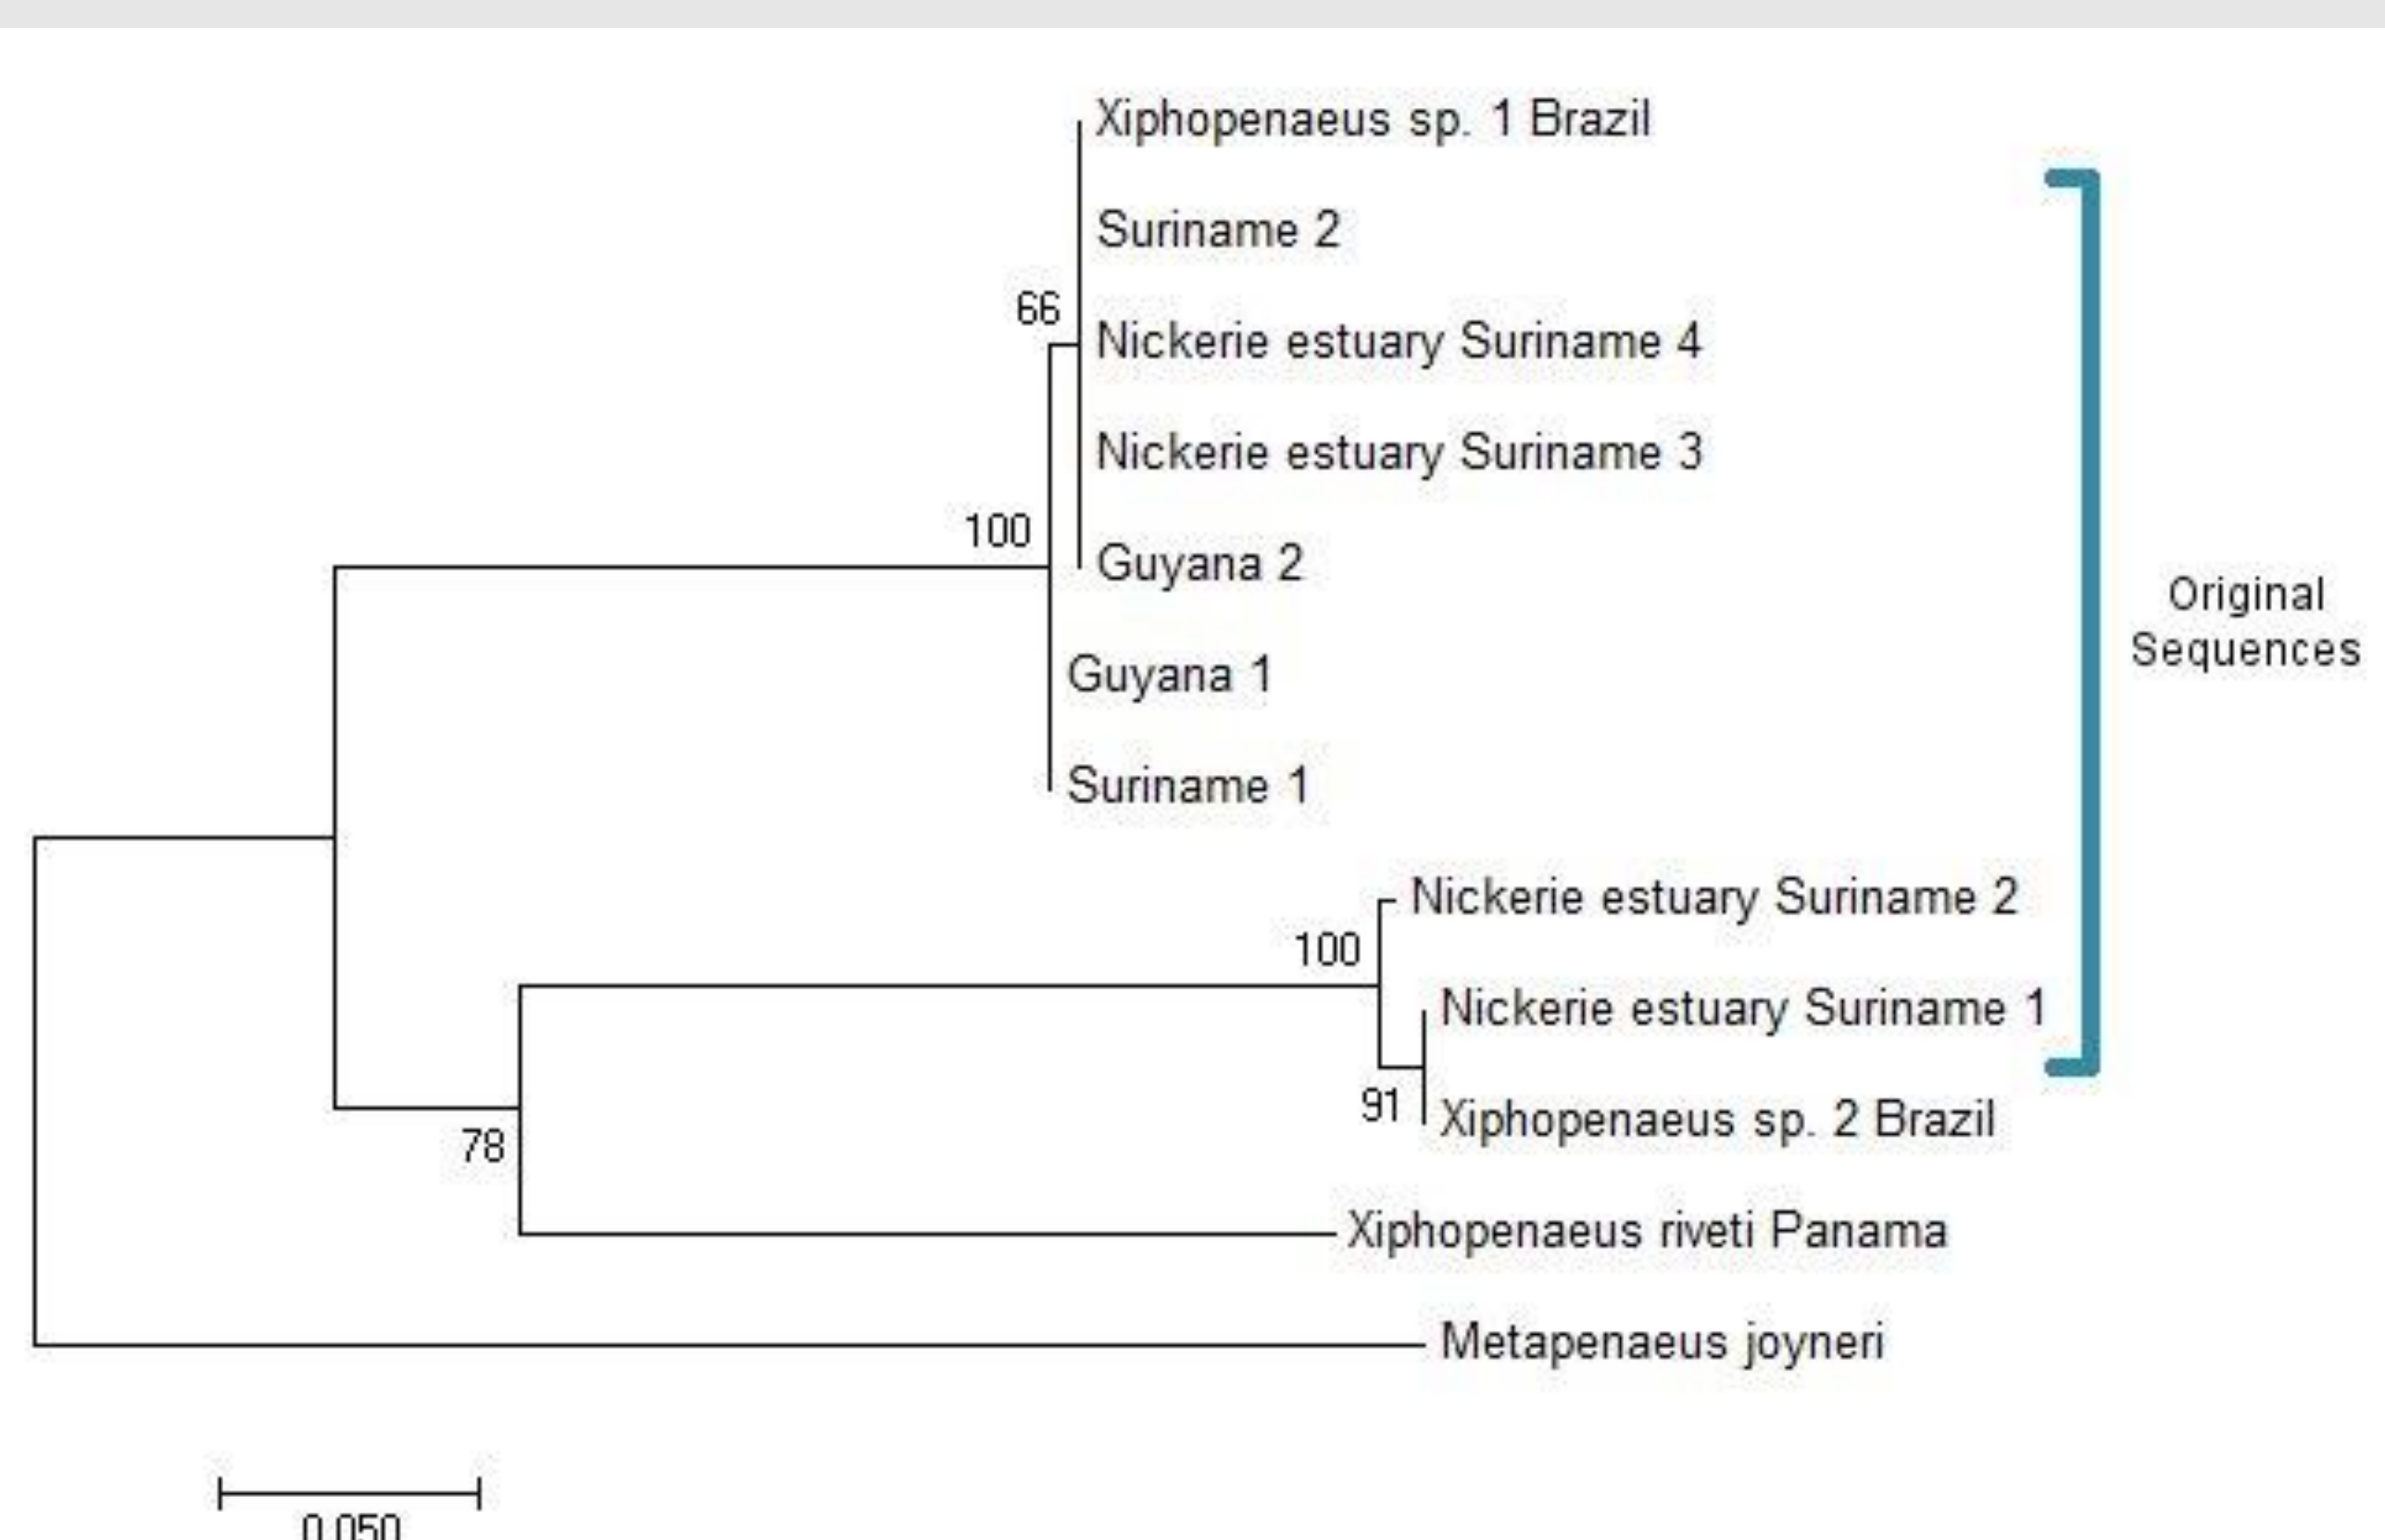 Xiphopenaeus sp. 1 Brazil
Suriname 2
66
Nickerie estuary Suriname 4
Nickerie estuary Suriname 3
100
Guyana 2
Guyana 1
Suriname 1
Original
Sequences
Nickerie estuary Suriname 2
100
Nickerie estuary Suriname 1
91
Xiphopenaeus sp. 2 Brazil
78
Xiphopenaeus riveti Panama
Metapenaeus joyneri
0.050